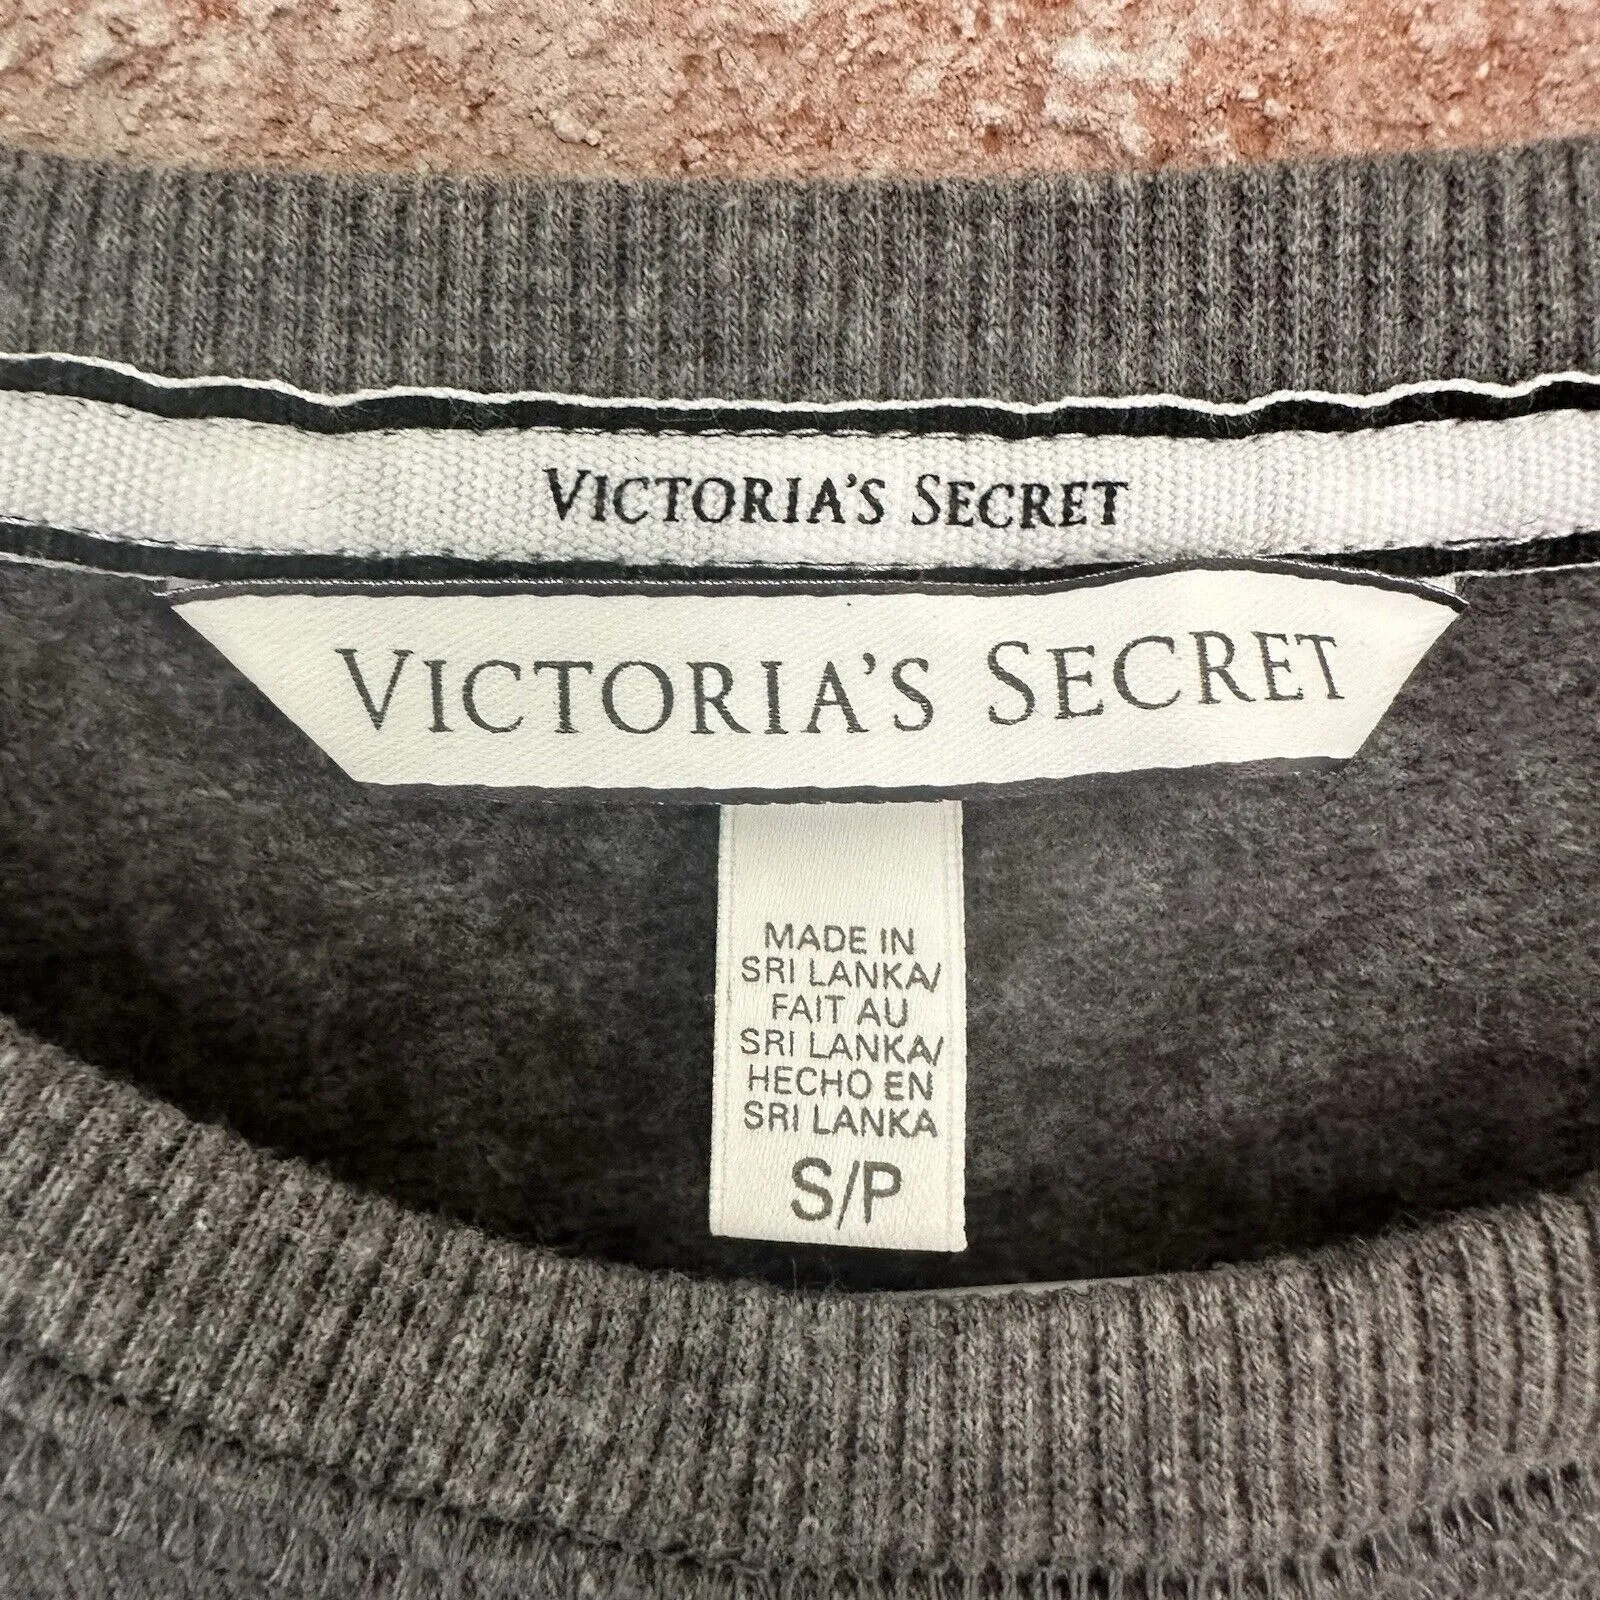 VICTORIA'S SECRET
VICTORIA'S SECRET
MADE IN
SRI LANKA/
FAIT AU
SRI LANKA/
HECHO EN
SRI LANKA
S/P